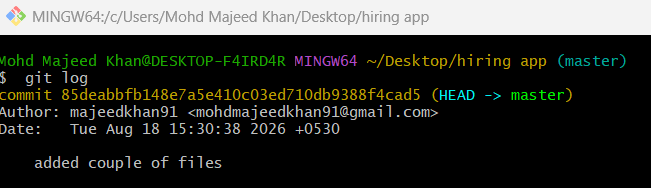 MINGW64:/c/Users/Mohd Majeed Khan/Desktop/hiring app
Mohd Majeed Khan@DESKTOP-F4IRD4R MINGW64 ~/Desktop/hiring app (master)
$  git log
commit 85deabbfb148e7a5e410c03ed710db9388f4cad5 (HEAD -> master)
Author: majeedkhan91 <mohdmajeedkhan91@gmail.com>
Date:   Tue Aug 18 15:30:38 2026 +0530
    added couple of files